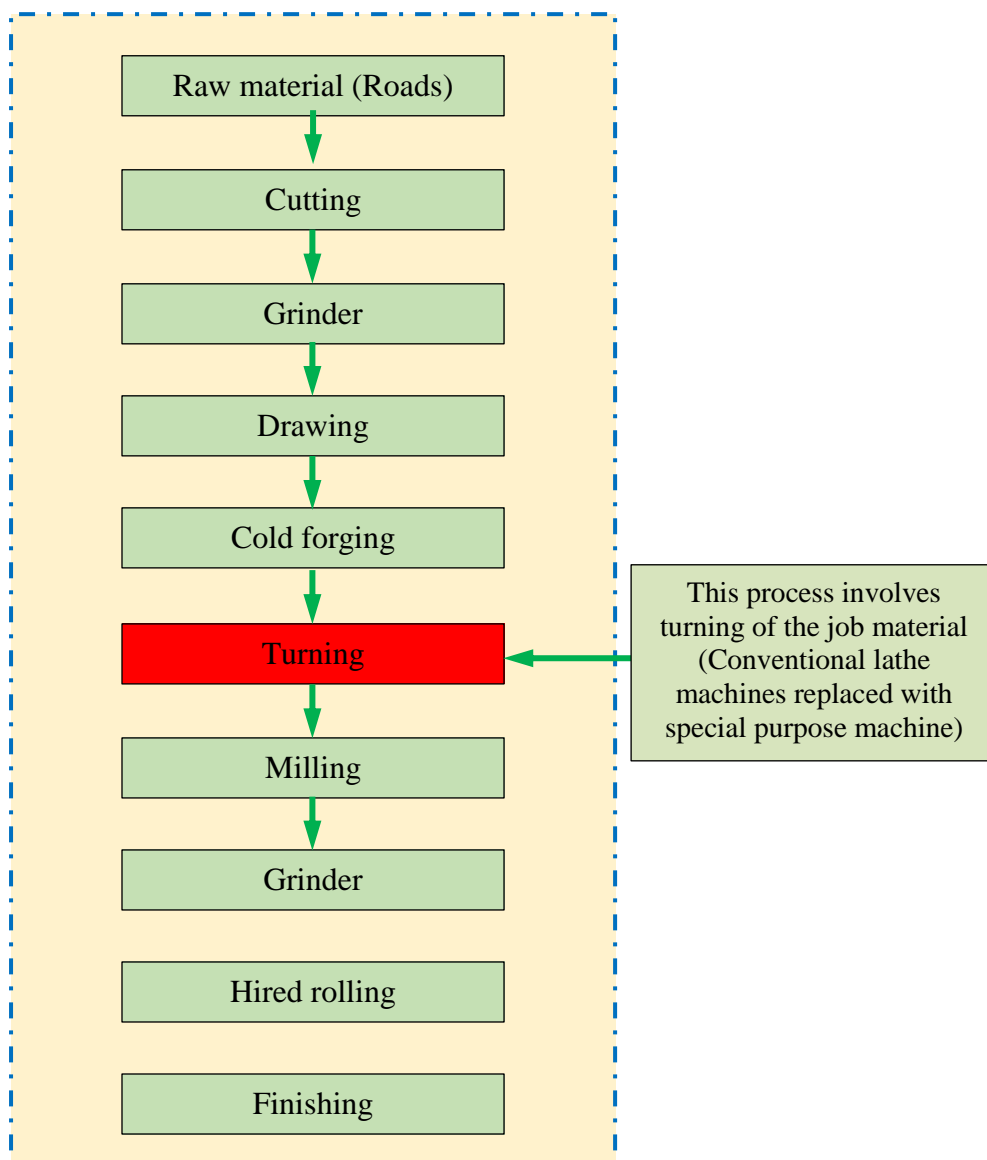 Raw material (Roads)
Cutting
Grinder
Drawing
Cold forging
Turning
This process involves
turning of the job material
(Conventional lathe
machines replaced with
special purpose machine)
Milling
Grinder
Hired rolling
Finishing